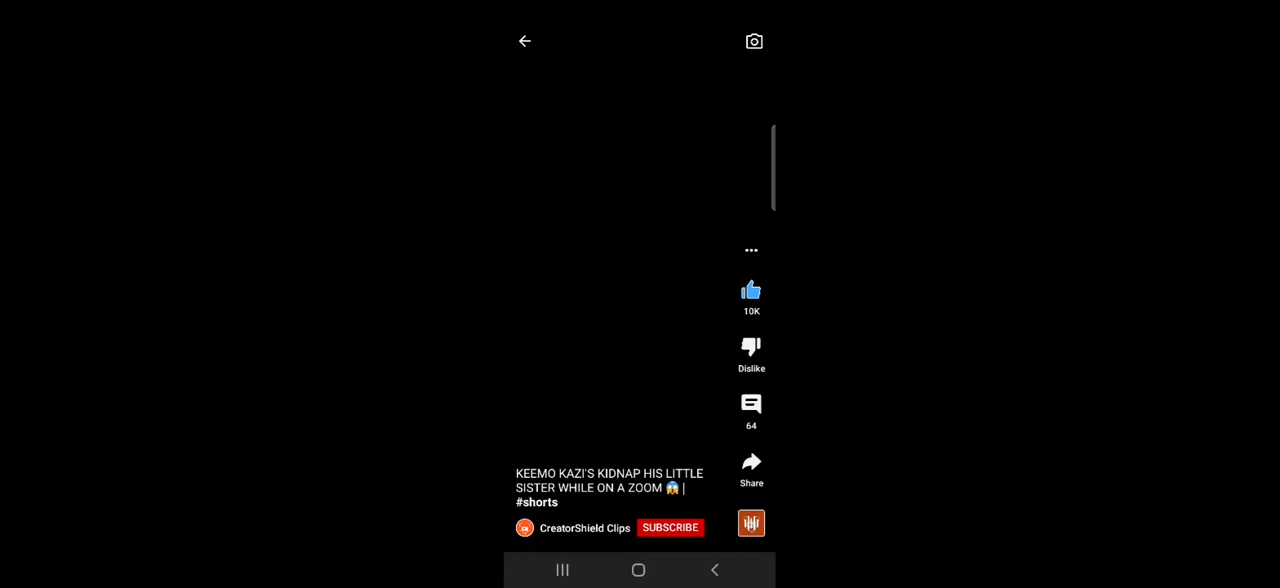 10K
Dislike
64
Share
KEEMO KAZI'S KIDNAP HIS LITTLE
SISTER WHILE ON A ZOOM 😱 |
#shorts
CreatorShield Clips SUBSCRIBE